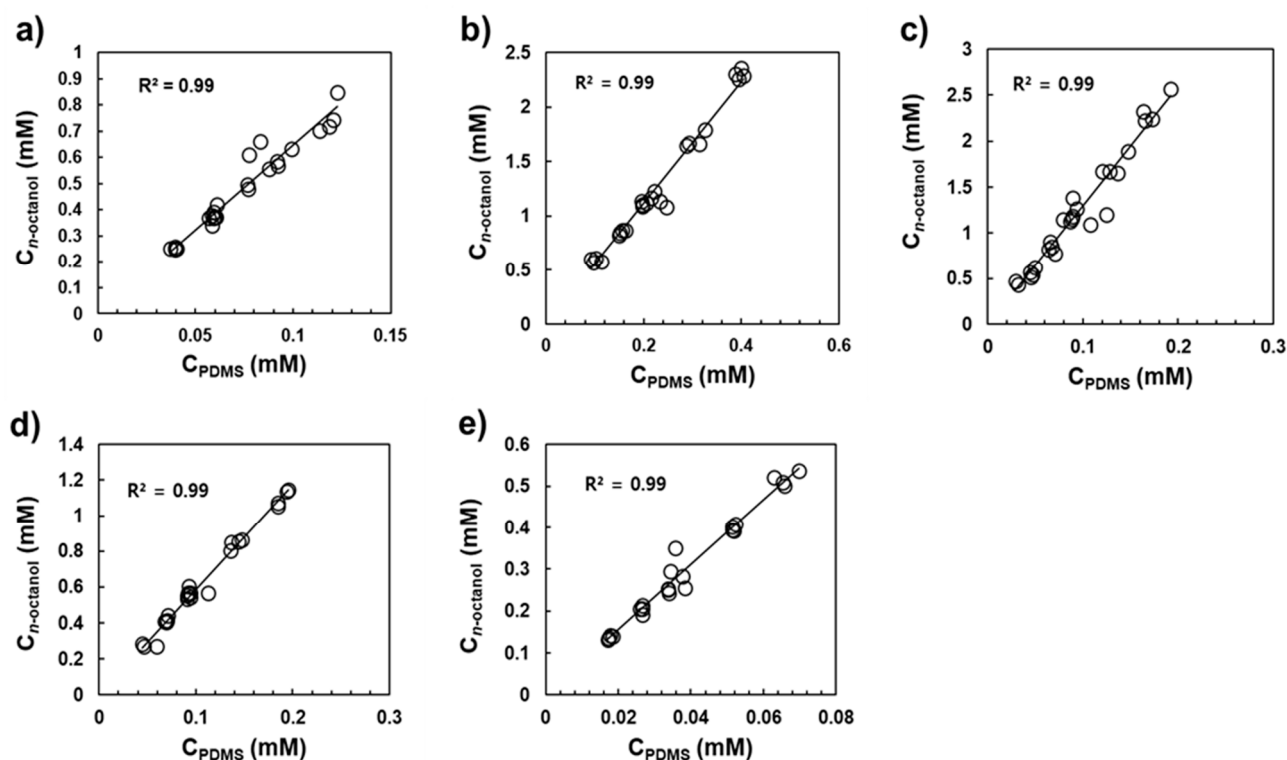 a)
1
0.9
0.8
0.7
0.6
0.5
0.4
0.3
0.2
0.1
0
R² = 0.99
Cn-octanol (mM)
0 0.05 0.1 0.15
CPDMS (mM)
b)
2.5
2
1.5
1
0.5
0
R² = 0.99
Cn-octanol (mM)
0 0.2 0.4 0.6
CPDMS (mM)
c)
3
2.5
2
1.5
1
0.5
0
R² = 0.99
Cn-octanol (mM)
0 0.1 0.2 0.3
CPDMS (mM)
d)
1.4
1.2
1
0.8
0.6
0.4
0.2
0
R² = 0.99
Cn-octanol (mM)
0 0.1 0.2 0.3
CPDMS (mM)
e)
0.6
0.5
0.4
0.3
0.2
0.1
0
R² = 0.99
Cn-octanol (mM)
0 0.02 0.04 0.06 0.08
CPDMS (mM)